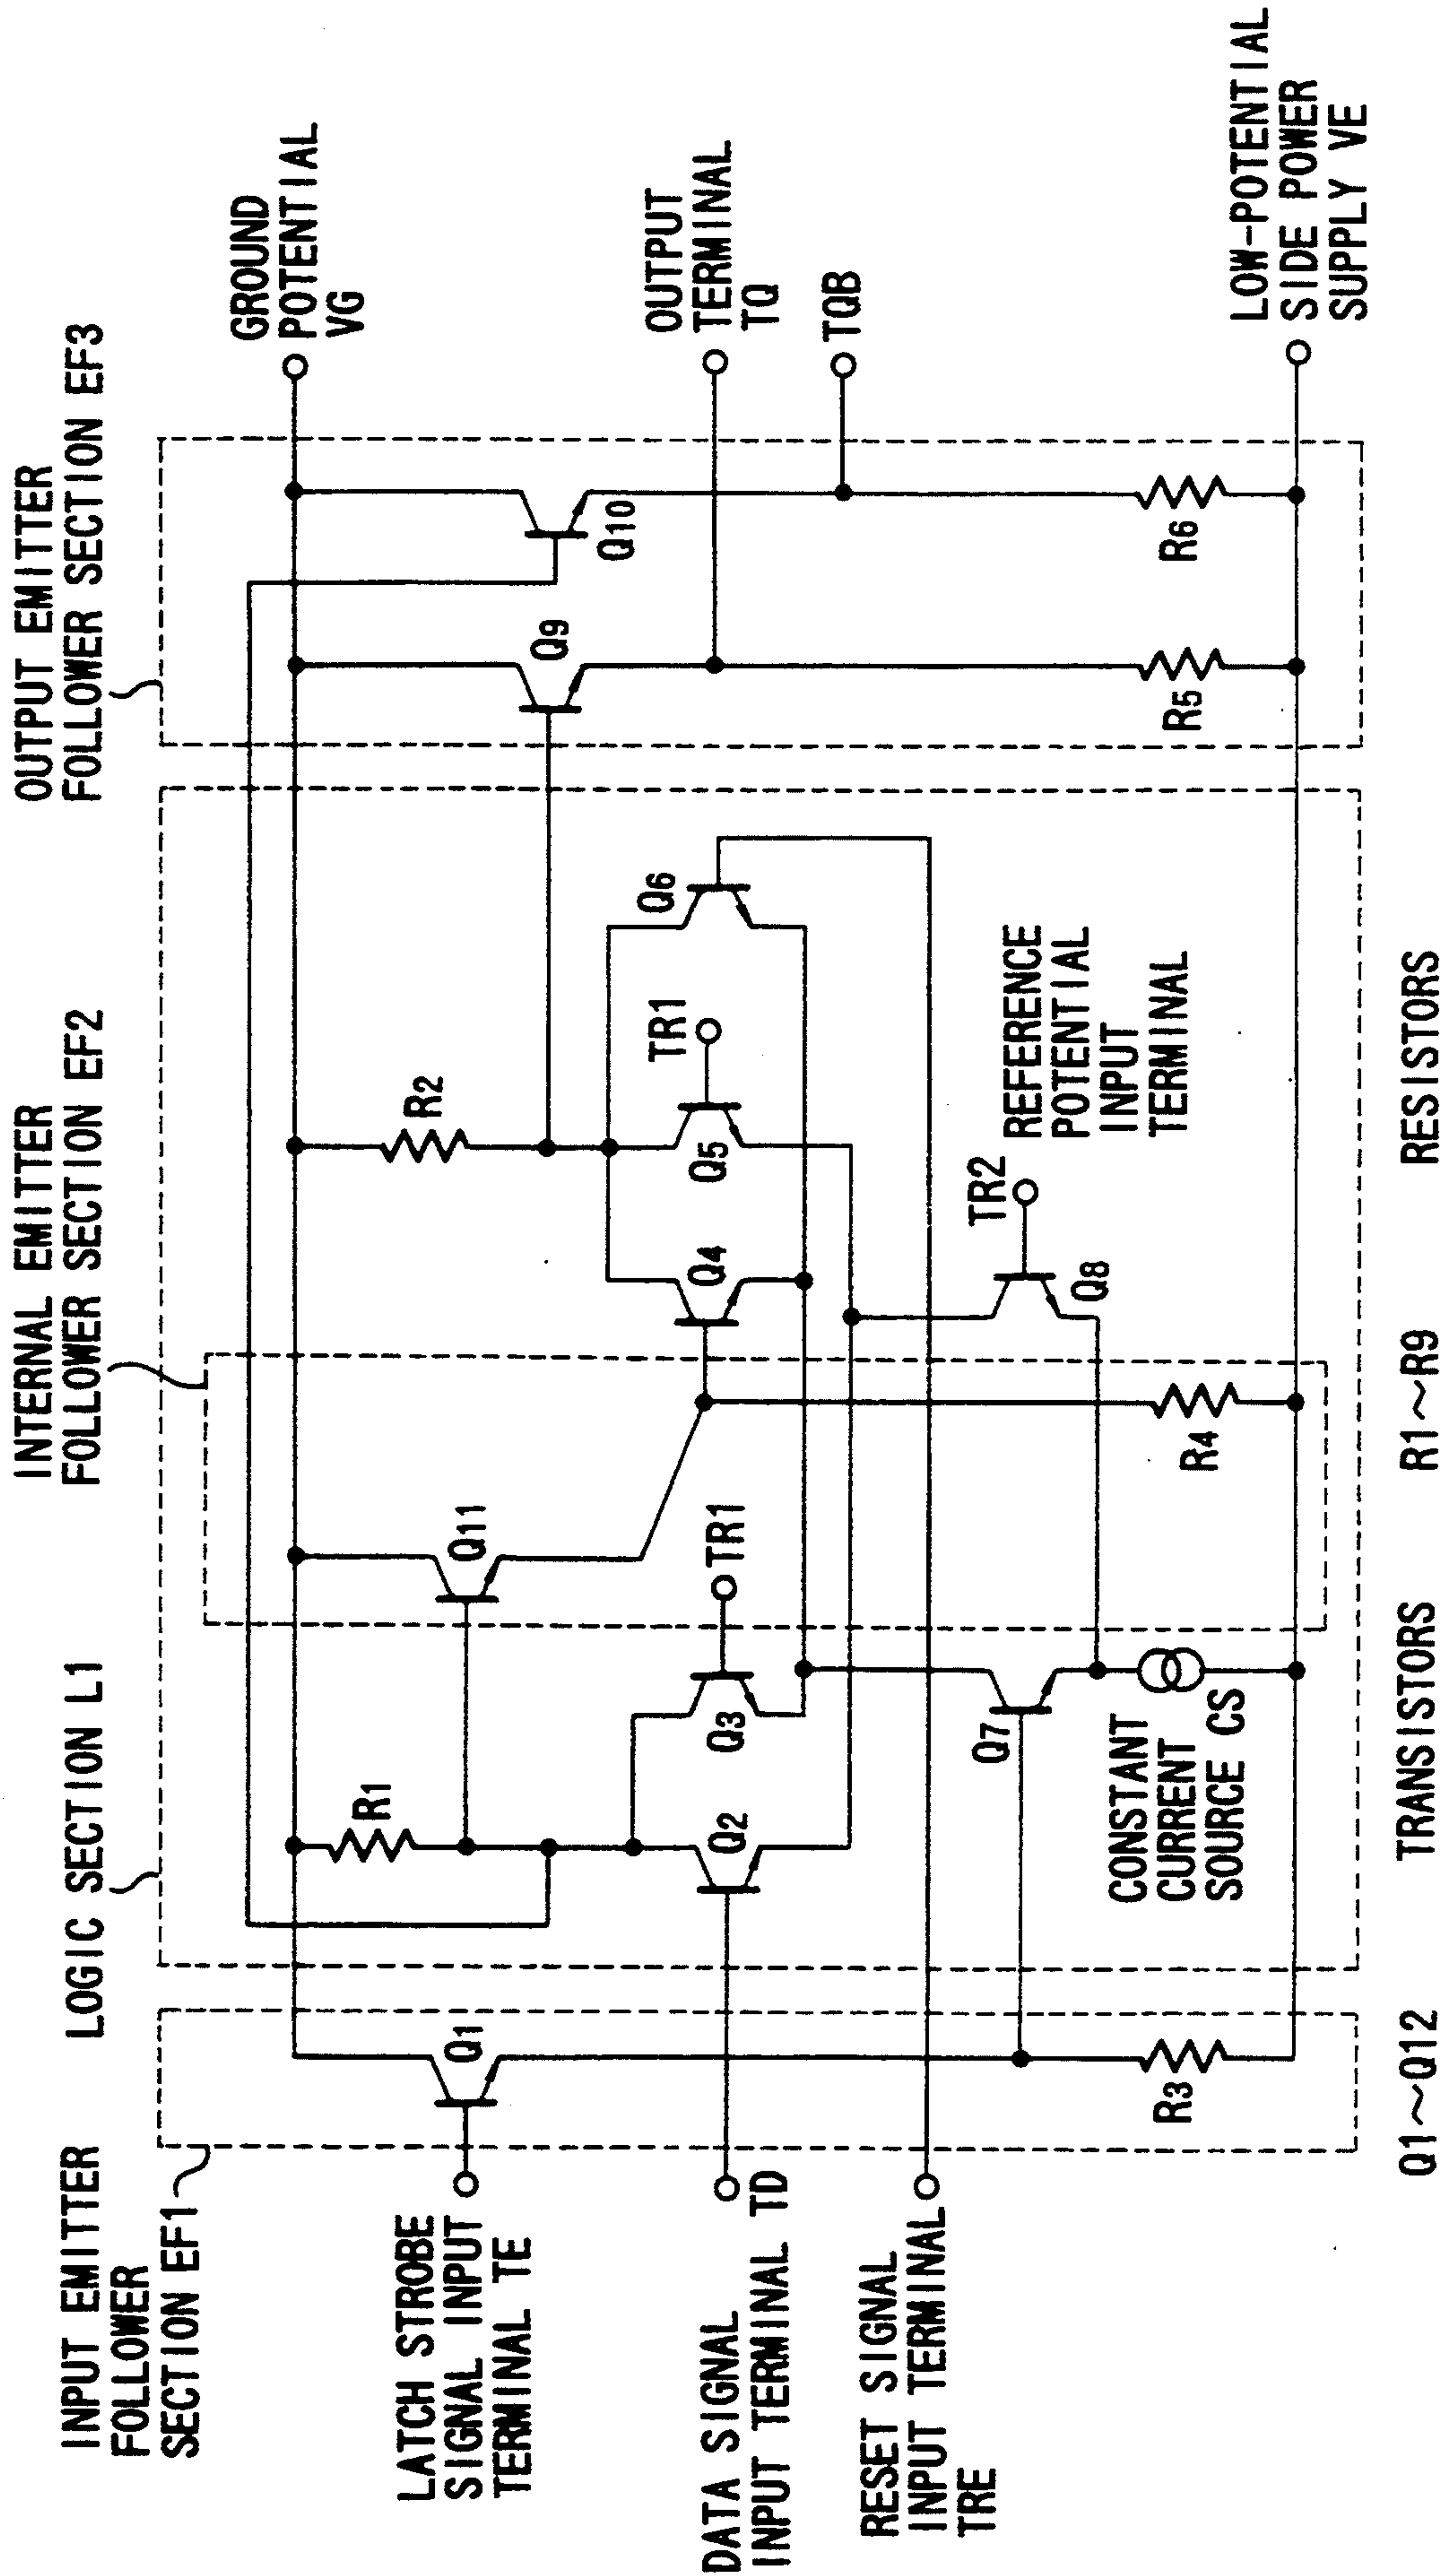 INPUT EMITTER
FOLLOWER
SECTION EF1
LOGIC SECTION L1
INTERNAL EMITTER
FOLLOWER SECTION EF2
OUTPUT EMITTER
FOLLOWER SECTION EF3
GROUND
POTENTIAL
VG
LATCH STROBE
SIGNAL INPUT
TERMINAL TE
Q1
R1
Q11
R2
Q9
Q10
OUTPUT
TERMINAL
TQ
TQB
DATA SIGNAL
INPUT TERMINAL TD
Q2
Q3
TR1
Q4
Q5
TR1
Q6
RESET SIGNAL
INPUT TERMINAL
TRE
Q7
Q8
TR2
REFERENCE
POTENTIAL
INPUT
TERMINAL
CONSTANT
CURRENT
SOURCE CS
R3
R4
R5
R6
LOW-POTENTIAL
SIDE POWER
SUPPLY VE
Q1~Q12 TRANSISTORS
R1~R9 RESISTORS